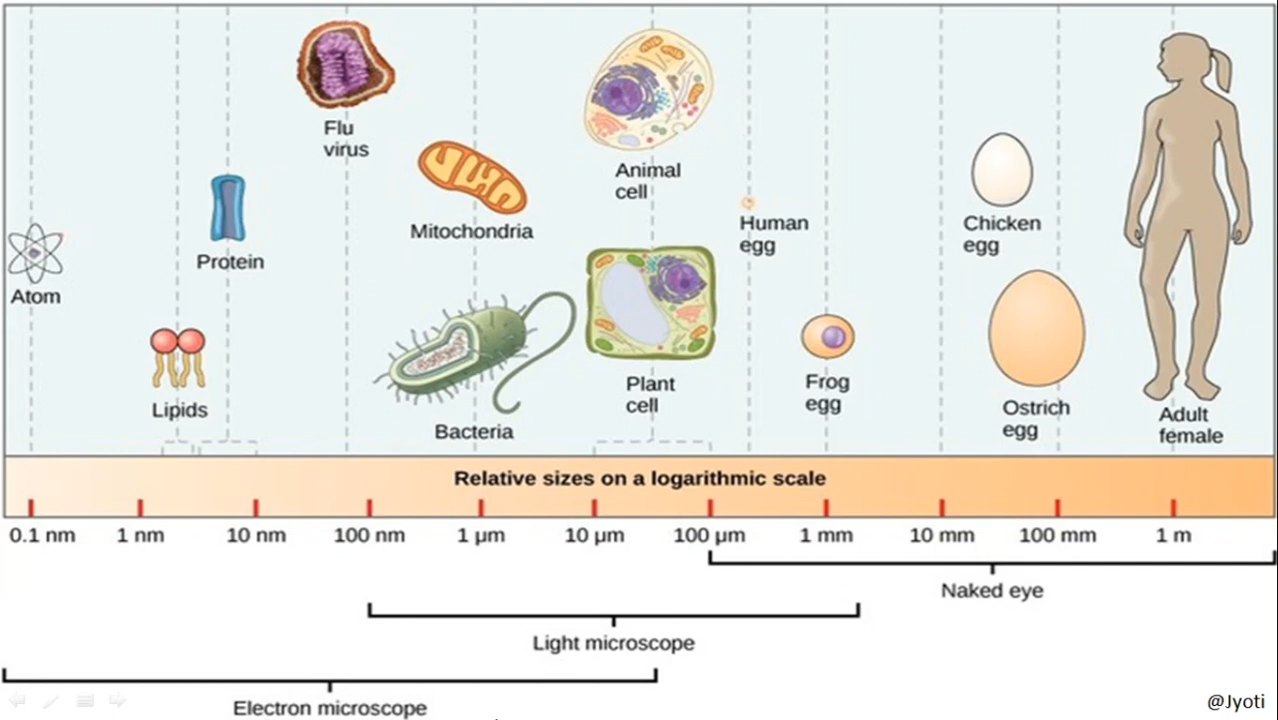 Flu
virus
Animal
cell
Mitochondria
Human
egg
Chicken
egg
Protein
Atom
Lipids
Bacteria
Plant
cell
Frog
egg
Ostrich
egg
Adult
female
Relative sizes on a logarithmic scale
0.1 nm 1 nm 10 nm 100 nm 1 µm 10 µm 100 µm 1 mm 10 mm 100 mm 1 m
Naked eye
Light microscope
Electron microscope
@Jyoti